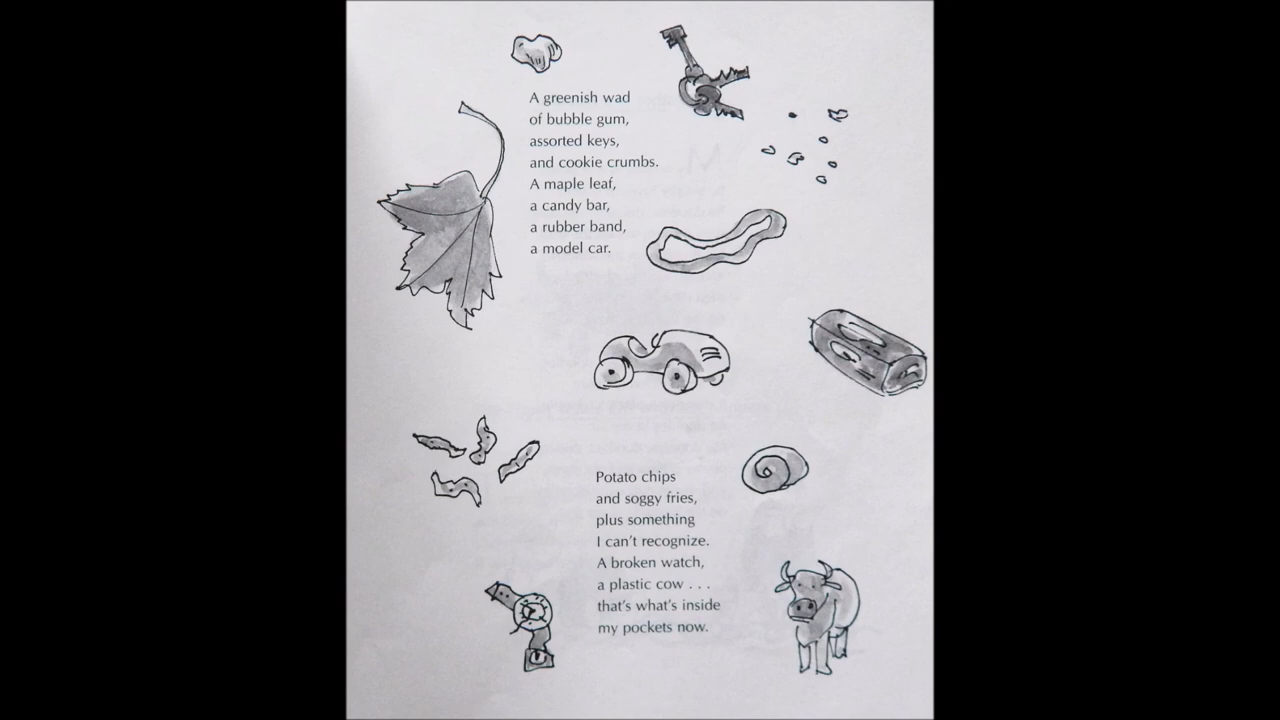 A greenish wad
of bubble gum,
assorted keys,
and cookie crumbs.
A maple leaf,
a candy bar,
a rubber band,
a model car.
Potato chips
and soggy fries,
plus something
I can't recognize.
A broken watch,
a plastic cow . . .
that's what's inside
my pockets now.